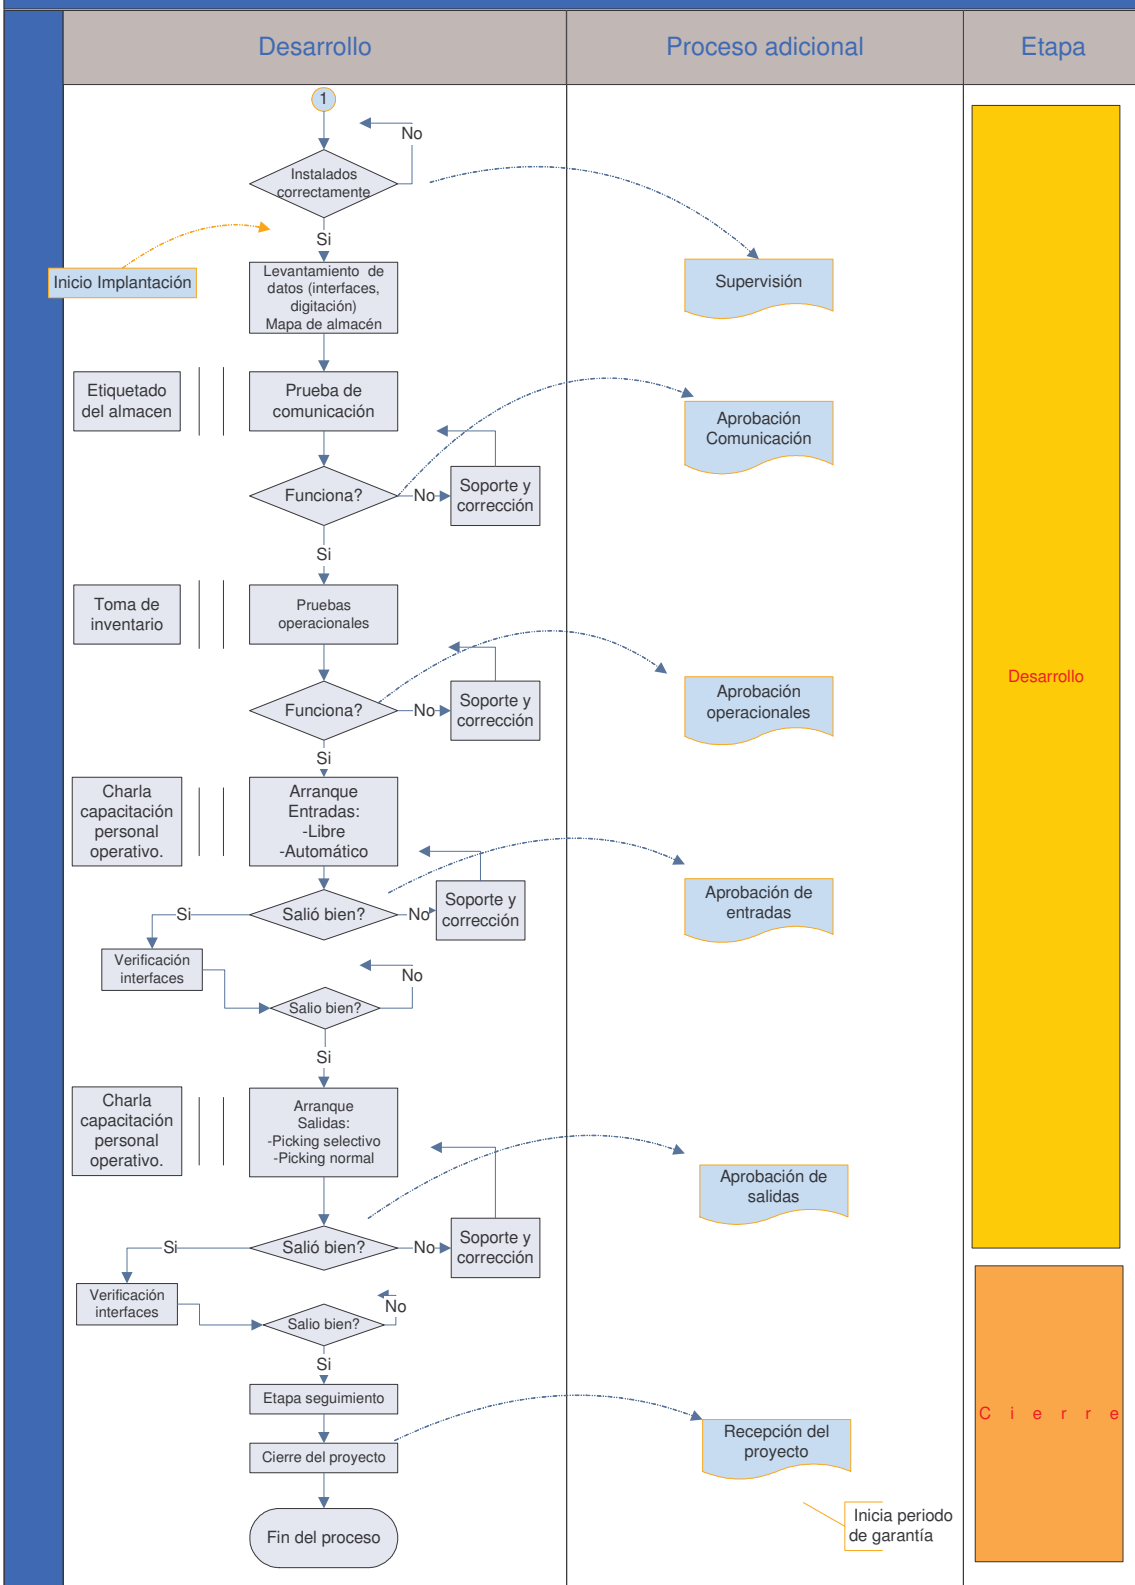 Desarrollo
Proceso adicional
Etapa
1
No
Instalados
correctamente
Si
Inicio Implantación
Levantamiento de
datos (interfaces,
digitación)
Mapa de almacén
Supervisión
Etiquetado
del almacen
Prueba de
comunicación
Aprobación
Comunicación
Funciona?
No
Soporte y
corrección
Si
Toma de
inventario
Pruebas
operacionales
Funciona?
No
Soporte y
corrección
Aprobación
operacionales
Desarrollo
Si
Charla
capacitación
personal
operativo.
Arranque
Entradas:
-Libre
-Automático
Si
Salió bien?
No
Soporte y
corrección
Aprobación de
entradas
Verificación
interfaces
No
Salio bien?
Si
Charla
capacitación
personal
operativo.
Arranque
Salidas:
-Picking selectivo
-Picking normal
Aprobación de
salidas
Si
Salió bien?
No
Soporte y
corrección
Verificación
interfaces
No
Salio bien?
Si
Etapa seguimiento
Cierre del proyecto
Recepción del
proyecto
C i e r r e
Inicia periodo
de garantía
Fin del proceso